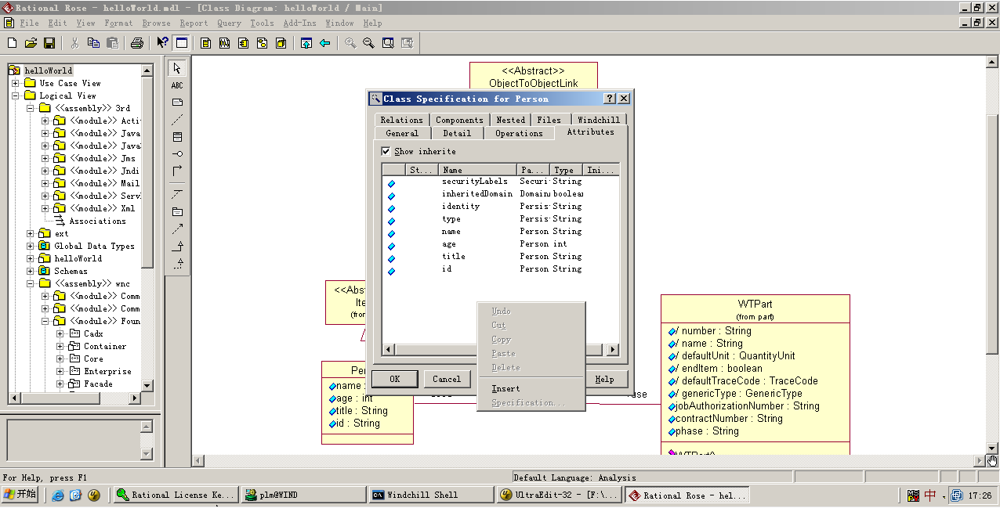 Rational Rose - helloWorld.mdl - [Class Diagram: helloWorld / Main]
File Edit View Format Browse Report Query Tools Add-Ins Window Help
ABC
helloWorld
Use Case View
Logical View
<<assembly>> 3rd
<<module>> Acti
<<module>> Java
<<module>> Java
<<module>> Jms
<<module>> Jndi
<<module>> Mail
<<module>> Serv
<<module>> Xml
Associations
ext
Global Data Types
helloWorld
Schemas
<<assembly>> wnc
<<module>> Comm
<<module>> Comm
<<module>> Foun
Cadx
Container
Core
Enterprise
Facade
<<Abstract>>
ObjectToObjectLink
Class Specification for Person
Relations Components Nested Files Windchill
General Detail Operations Attributes
Show inherite
St... Name Pa... Type Ini...
securityLabels Securi String
inheritedDomain Domain boolean
identity Persis String
type Persis String
name Person String
age Person int
title Person String
id Person String
OK Cancel Help
Undo
Cut
Copy
Paste
Delete
Insert
Specification...
<<Abs
Ite
(fror
Per
name :
age : int
title : String
id : String
WTPart
(from part)
/ number : String
/ name : String
/ defaultUnit : QuantityUnit
/ endItem : boolean
/ defaultTraceCode : TraceCode
/ genericType : GenericType
jobAuthorizationNumber : String
contractNumber : String
phase : String
WTPart()
For Help, press F1
Default Language: Analysis
开始
Rational License Ke...
plm@WIND
Windchill Shell
UltraEdit-32 - [F:\...
Rational Rose - hel...
中
17:26